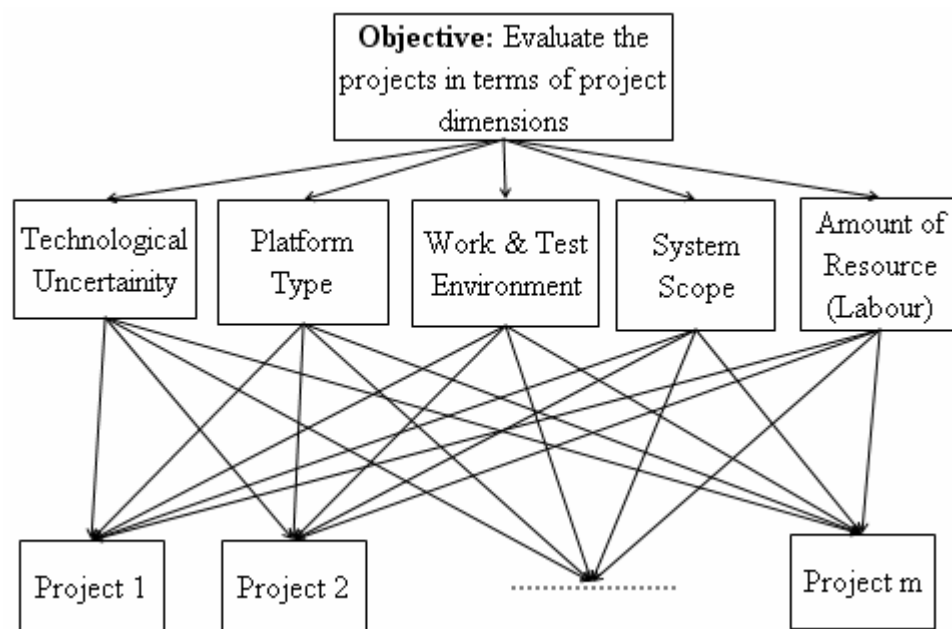 Objective: Evaluate the
projects in terms of project
dimensions
Technological
Uncertainity
Platform
Type
Work & Test
Environment
System
Scope
Amount of
Resource
(Labour)
Project 1
Project 2
Project m